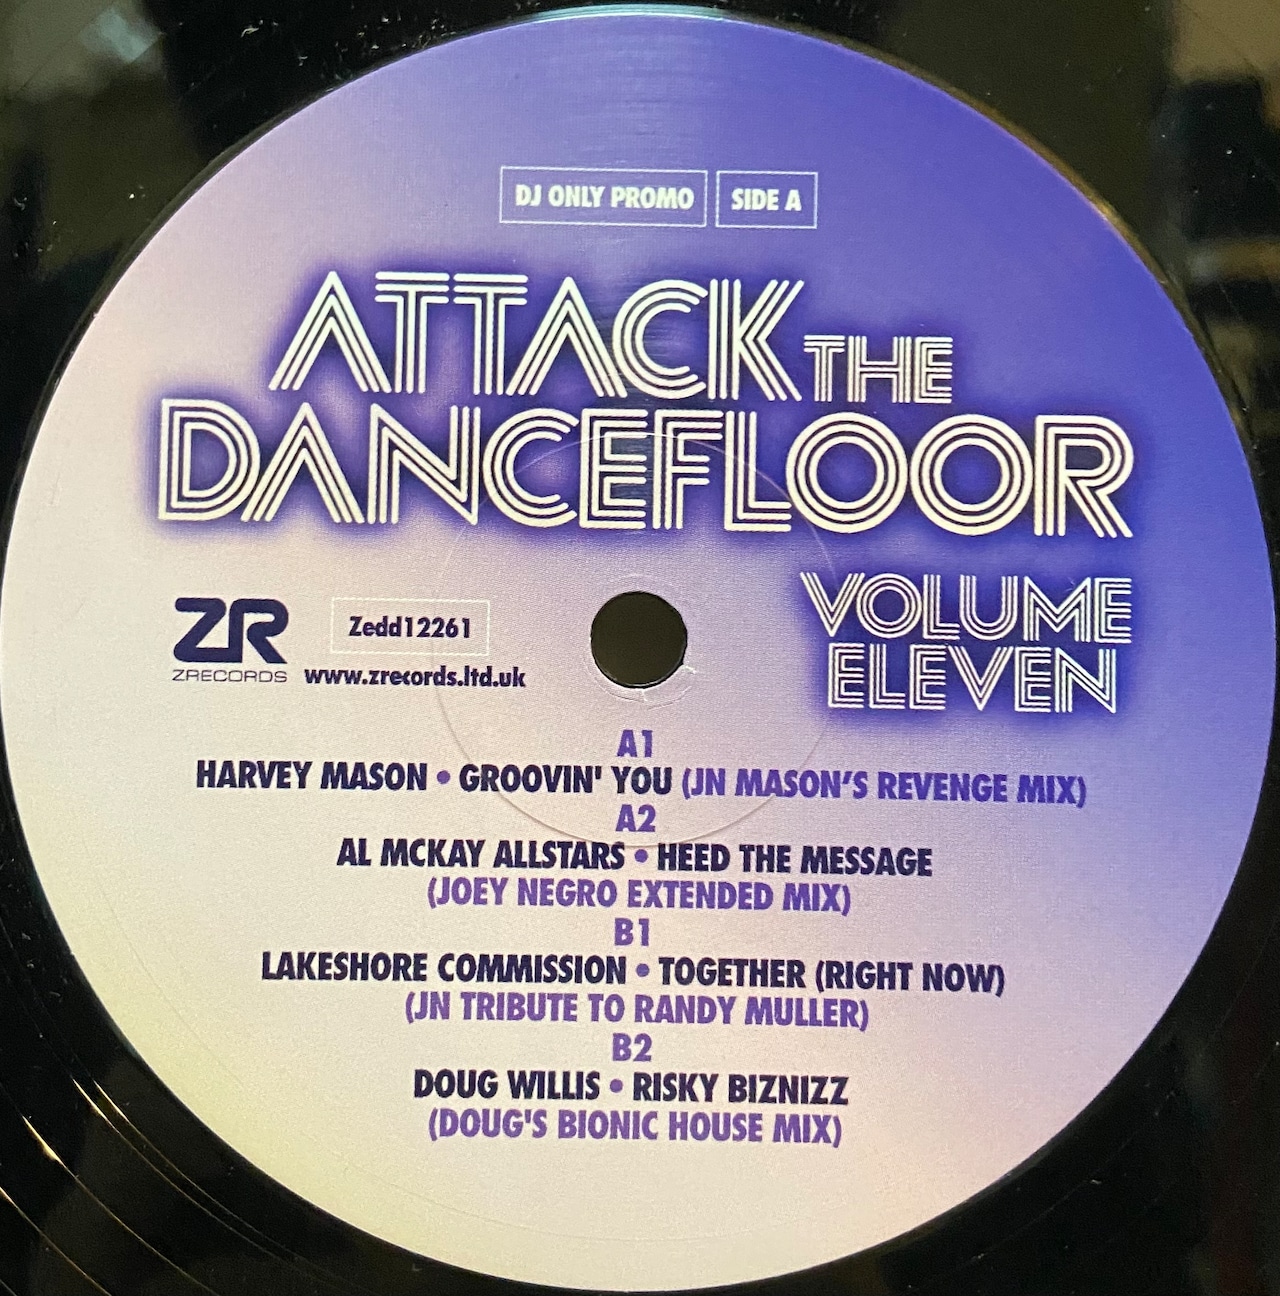 DJ ONLY PROMO SIDE A
ATTACK THE
DANCEFLOOR
VOLUME
ELEVEN
ZR
ZRECORDS
Zedd12261
www.zrecords.ltd.uk
A1
HARVEY MASON • GROOVIN' YOU (JN MASON'S REVENGE MIX)
A2
AL MCKAY ALLSTARS • HEED THE MESSAGE
(JOEY NEGRO EXTENDED MIX)
B1
LAKESHORE COMMISSION • TOGETHER (RIGHT NOW)
(JN TRIBUTE TO RANDY MULLER)
B2
DOUG WILLIS • RISKY BIZNIZZ
(DOUG'S BIONIC HOUSE MIX)